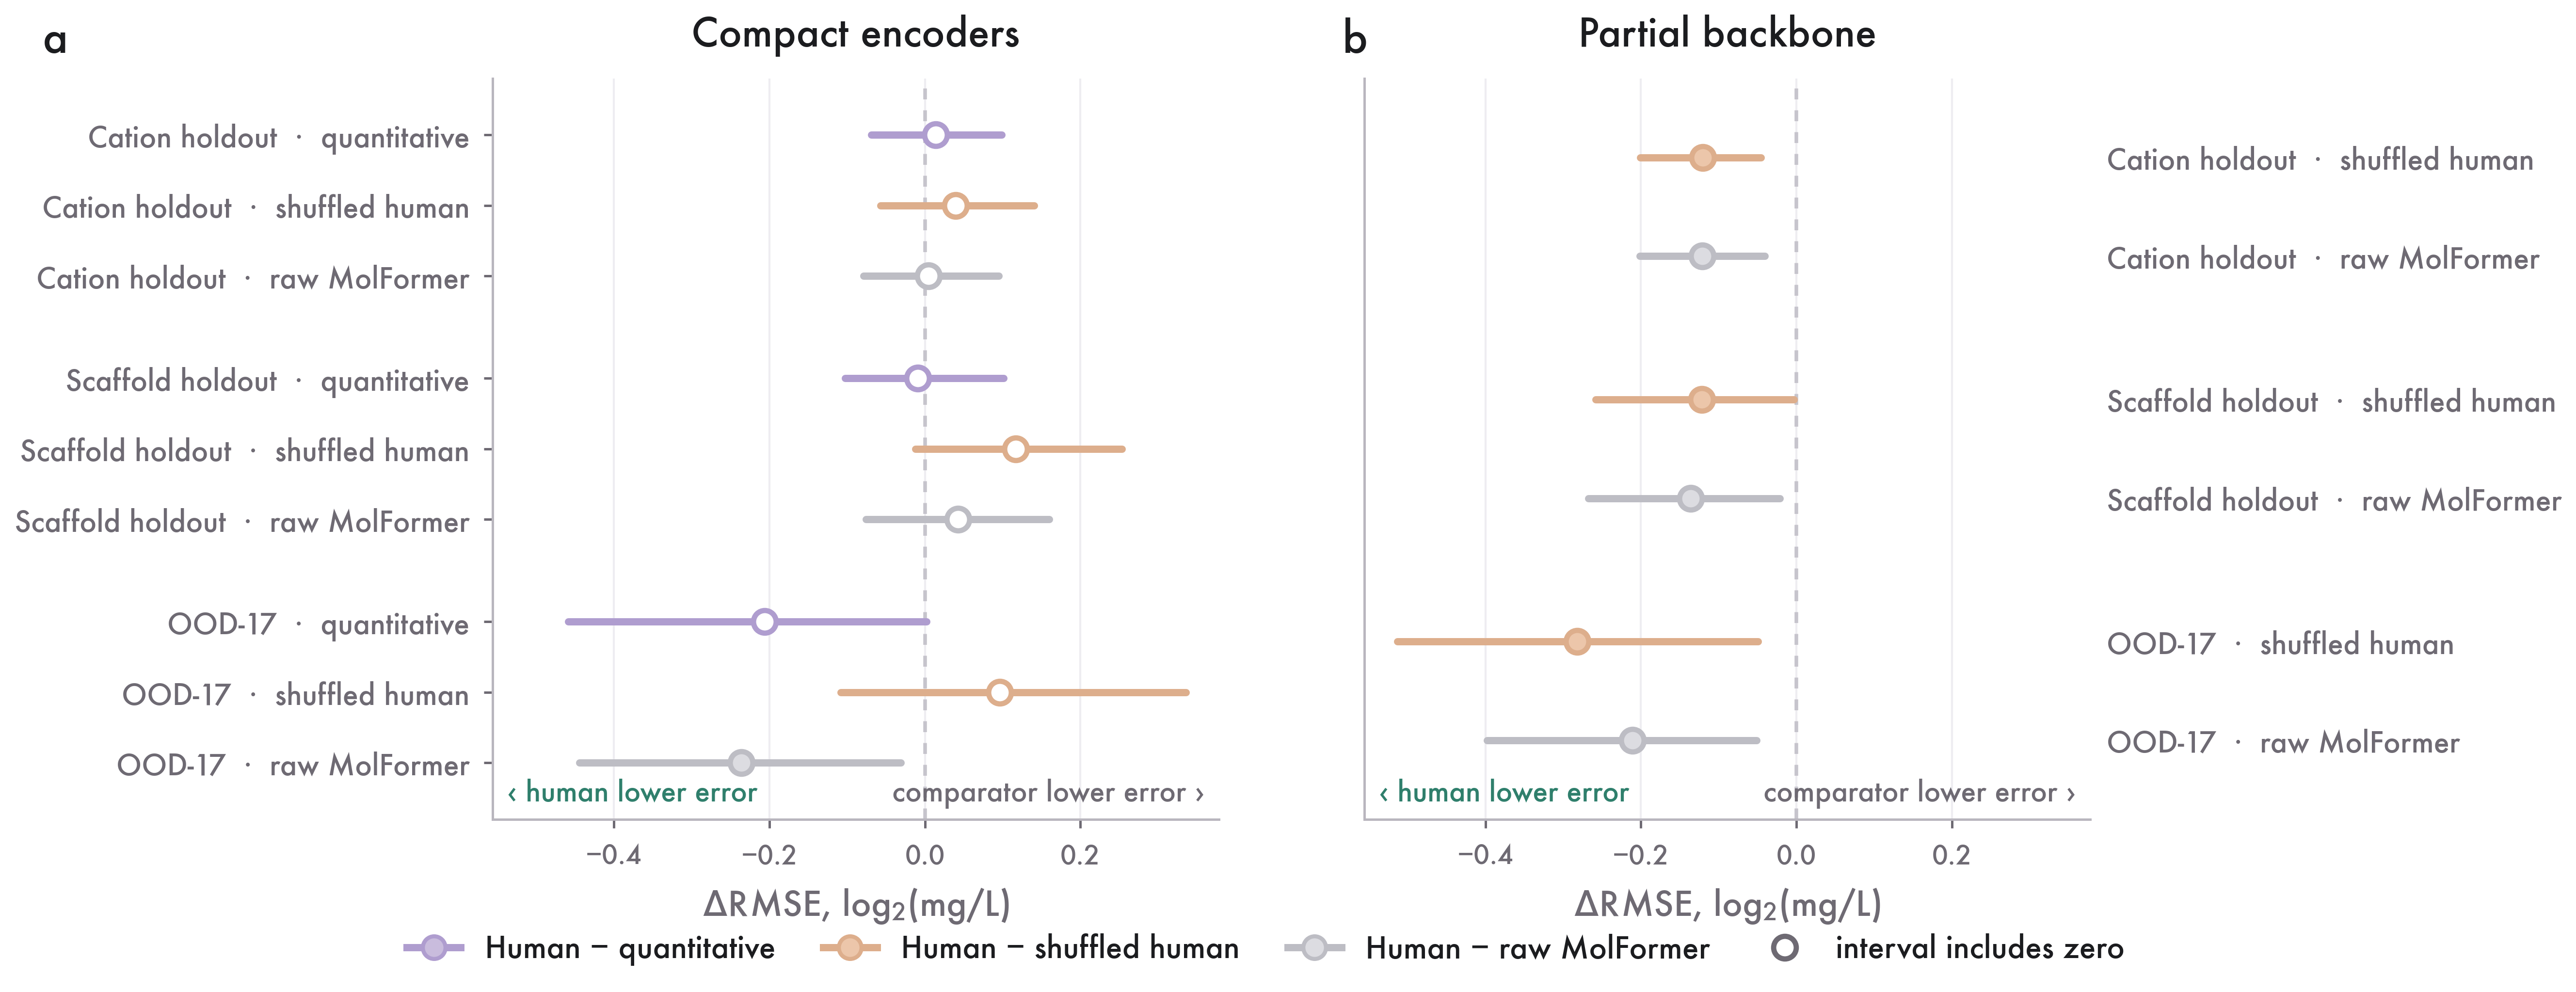 a
Compact encoders
Cation holdout · quantitative
Cation holdout · shuffled human
Cation holdout · raw MolFormer
Scaffold holdout · quantitative
Scaffold holdout · shuffled human
Scaffold holdout · raw MolFormer
OOD-17 · quantitative
OOD-17 · shuffled human
OOD-17 · raw MolFormer
‹ human lower error
comparator lower error ›
−0.4 −0.2 0.0 0.2
ΔRMSE, log₂(mg/L)
b
Partial backbone
Cation holdout · shuffled human
Cation holdout · raw MolFormer
Scaffold holdout · shuffled human
Scaffold holdout · raw MolFormer
OOD-17 · shuffled human
OOD-17 · raw MolFormer
‹ human lower error
comparator lower error ›
−0.4 −0.2 0.0 0.2
ΔRMSE, log₂(mg/L)
Human − quantitative
Human − shuffled human
Human − raw MolFormer
interval includes zero